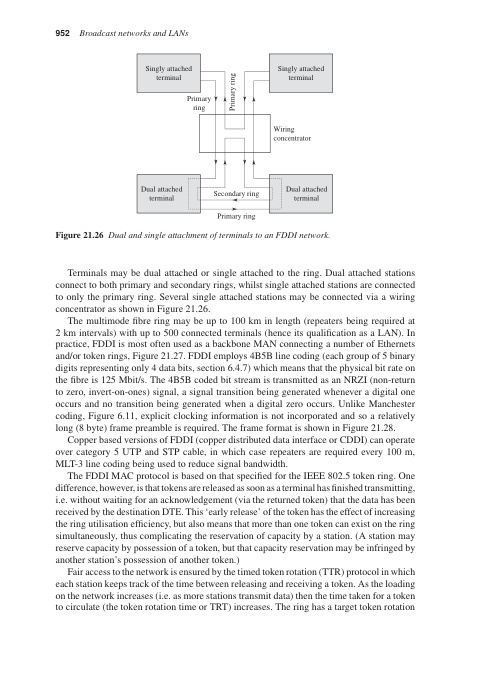 952 Broadcast networks and LANs
Singly attached
terminal
Singly attached
terminal
Primary
ring
Primary ring
Wiring
concentrator
Dual attached
terminal
Secondary ring
Dual attached
terminal
Primary ring
Figure 21.26 Dual and single attachment of terminals to an FDDI network.
Terminals may be dual attached or single attached to the ring. Dual attached stations
connect to both primary and secondary rings, whilst single attached stations are connected
to only the primary ring. Several single attached stations may be connected via a wiring
concentrator as shown in Figure 21.26.
The multimode fibre ring may be up to 100 km in length (repeaters being required at
2 km intervals) with up to 500 connected terminals (hence its qualification as a LAN). In
practice, FDDI is most often used as a backbone MAN connecting a number of Ethernets
and/or token rings, Figure 21.27. FDDI employs 4B5B line coding (each group of 5 binary
digits representing only 4 data bits, section 6.4.7) which means that the physical bit rate on
the fibre is 125 Mbit/s. The 4B5B coded bit stream is transmitted as an NRZI (non-return
to zero, invert-on-ones) signal, a signal transition being generated whenever a digital one
occurs and no transition being generated when a digital zero occurs. Unlike Manchester
coding, Figure 6.11, explicit clocking information is not incorporated and so a relatively
long (8 byte) frame preamble is required. The frame format is shown in Figure 21.28.
Copper based versions of FDDI (copper distributed data interface or CDDI) can operate
over category 5 UTP and STP cable, in which case repeaters are required every 100 m,
MLT-3 line coding being used to reduce signal bandwidth.
The FDDI MAC protocol is based on that specified for the IEEE 802.5 token ring. One
difference, however, is that tokens are released as soon as a terminal has finished transmitting,
i.e. without waiting for an acknowledgement (via the returned token) that the data has been
received by the destination DTE. This 'early release' of the token has the effect of increasing
the ring utilisation efficiency, but also means that more than one token can exist on the ring
simultaneously, thus complicating the reservation of capacity by a station. (A station may
reserve capacity by possession of a token, but that capacity reservation may be infringed by
another station's possession of another token.)
Fair access to the network is ensured by the timed token rotation (TTR) protocol in which
each station keeps track of the time between releasing and receiving a token. As the loading
on the network increases (i.e. as more stations transmit data) then the time taken for a token
to circulate (the token rotation time or TRT) increases. The ring has a target token rotation